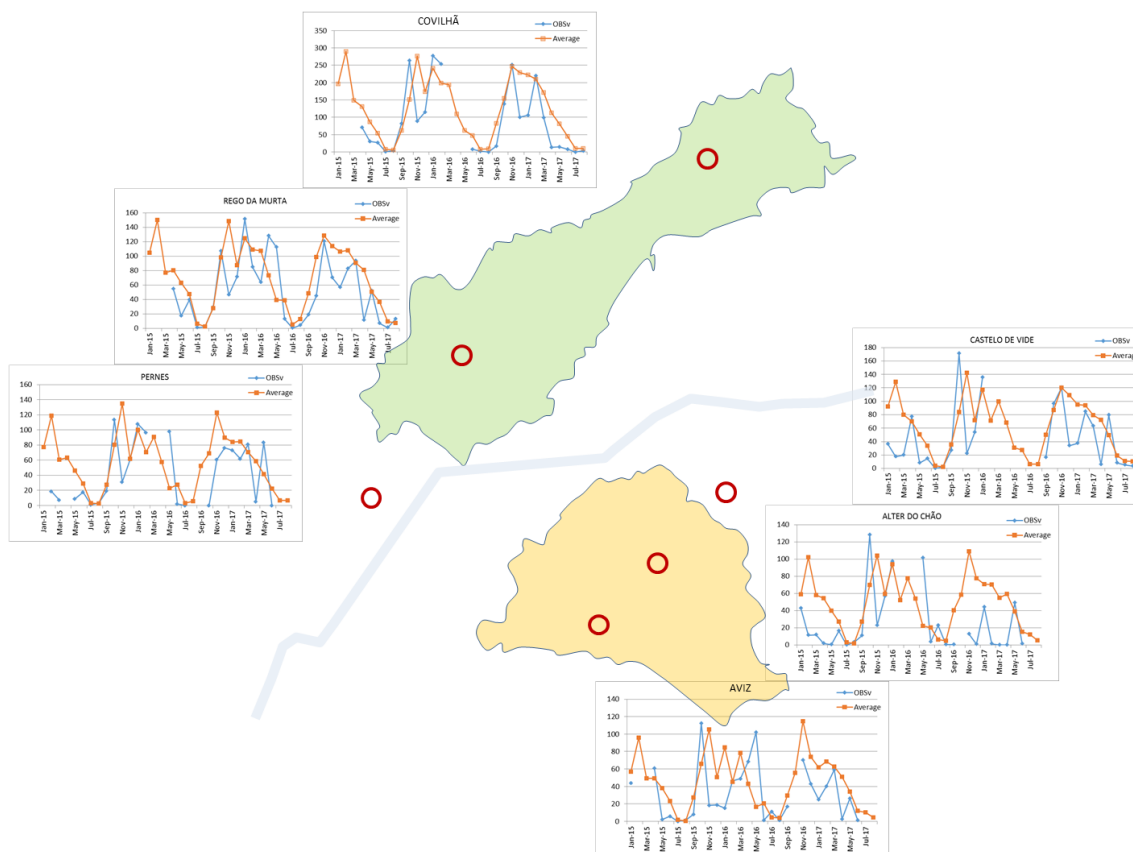 COVILHÃ
OBSv
Average
350
300
250
200
150
100
50
0
Jan-15 Mar-15 May-15 Jul-15 Sep-15 Nov-15 Jan-16 Mar-16 May-16 Jul-16 Sep-16 Nov-16 Jan-17 Mar-17 May-17 Jul-17
REGO DA MURTA
OBSv
Average
160
140
120
100
80
60
40
20
0
Jan-15 Mar-15 May-15 Jul-15 Sep-15 Nov-15 Jan-16 Mar-16 May-16 Jul-16 Sep-16 Nov-16 Jan-17 Mar-17 May-17 Jul-17
PERNES
OBSv
Average
160
140
120
100
80
60
40
20
0
Jan-15 Mar-15 May-15 Jul-15 Sep-15 Nov-15 Jan-16 Mar-16 May-16 Jul-16 Sep-16 Nov-16 Jan-17 Mar-17 May-17 Jul-17
CASTELO DE VIDE
OBSv
Average
180
160
140
120
100
80
60
40
20
0
Jan-15 Mar-15 May-15 Jul-15 Sep-15 Nov-15 Jan-16 Mar-16 May-16 Jul-16 Sep-16 Nov-16 Jan-17 Mar-17 May-17 Jul-17
ALTER DO CHÃO
OBSv
Average
140
120
100
80
60
40
20
0
Jan-15 Mar-15 May-15 Jul-15 Sep-15 Nov-15 Jan-16 Mar-16 May-16 Jul-16 Sep-16 Nov-16 Jan-17 Mar-17 May-17 Jul-17
AVIZ
OBSv
Average
140
120
100
80
60
40
20
0
Jan-15 Mar-15 May-15 Jul-15 Sep-15 Nov-15 Jan-16 Mar-16 May-16 Jul-16 Sep-16 Nov-16 Jan-17 Mar-17 May-17 Jul-17